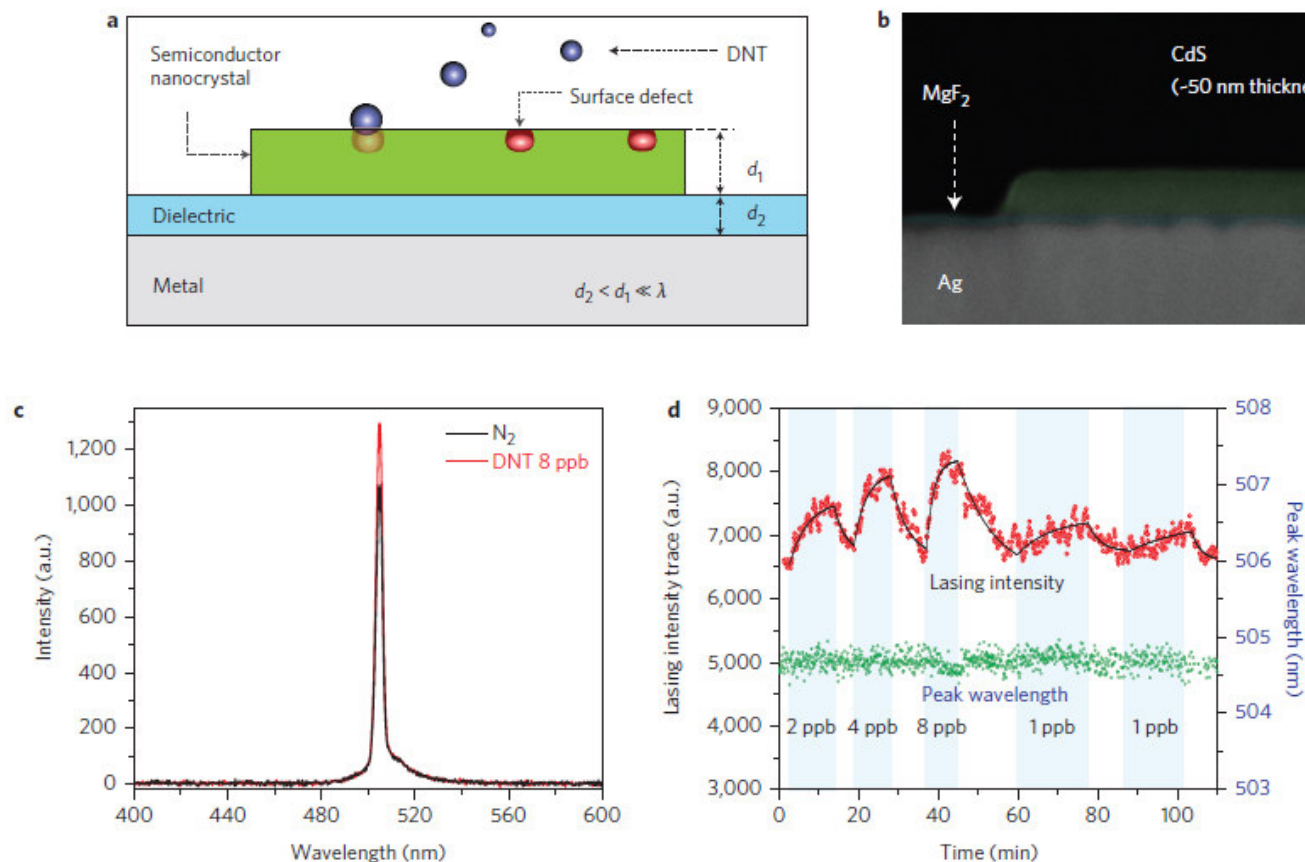 a
Semiconductor
nanocrystal
DNT
Surface defect
d₁
Dielectric
d₂
Metal
d₂ < d₁ ≪ λ
b
CdS
(~50 nm thickne
MgF₂
Ag
c
Intensity (a.u.)
1,200
1,000
800
600
400
200
0
N₂
DNT 8 ppb
400
440
480
520
560
600
Wavelength (nm)
d
Lasing intensity trace (a.u.)
9,000
8,000
7,000
6,000
5,000
4,000
3,000
Lasing intensity
Peak wavelength
2 ppb 4 ppb 8 ppb 1 ppb 1 ppb
508
507
506
505
504
503
Peak wavelength (nm)
0
20
40
60
80
100
Time (min)